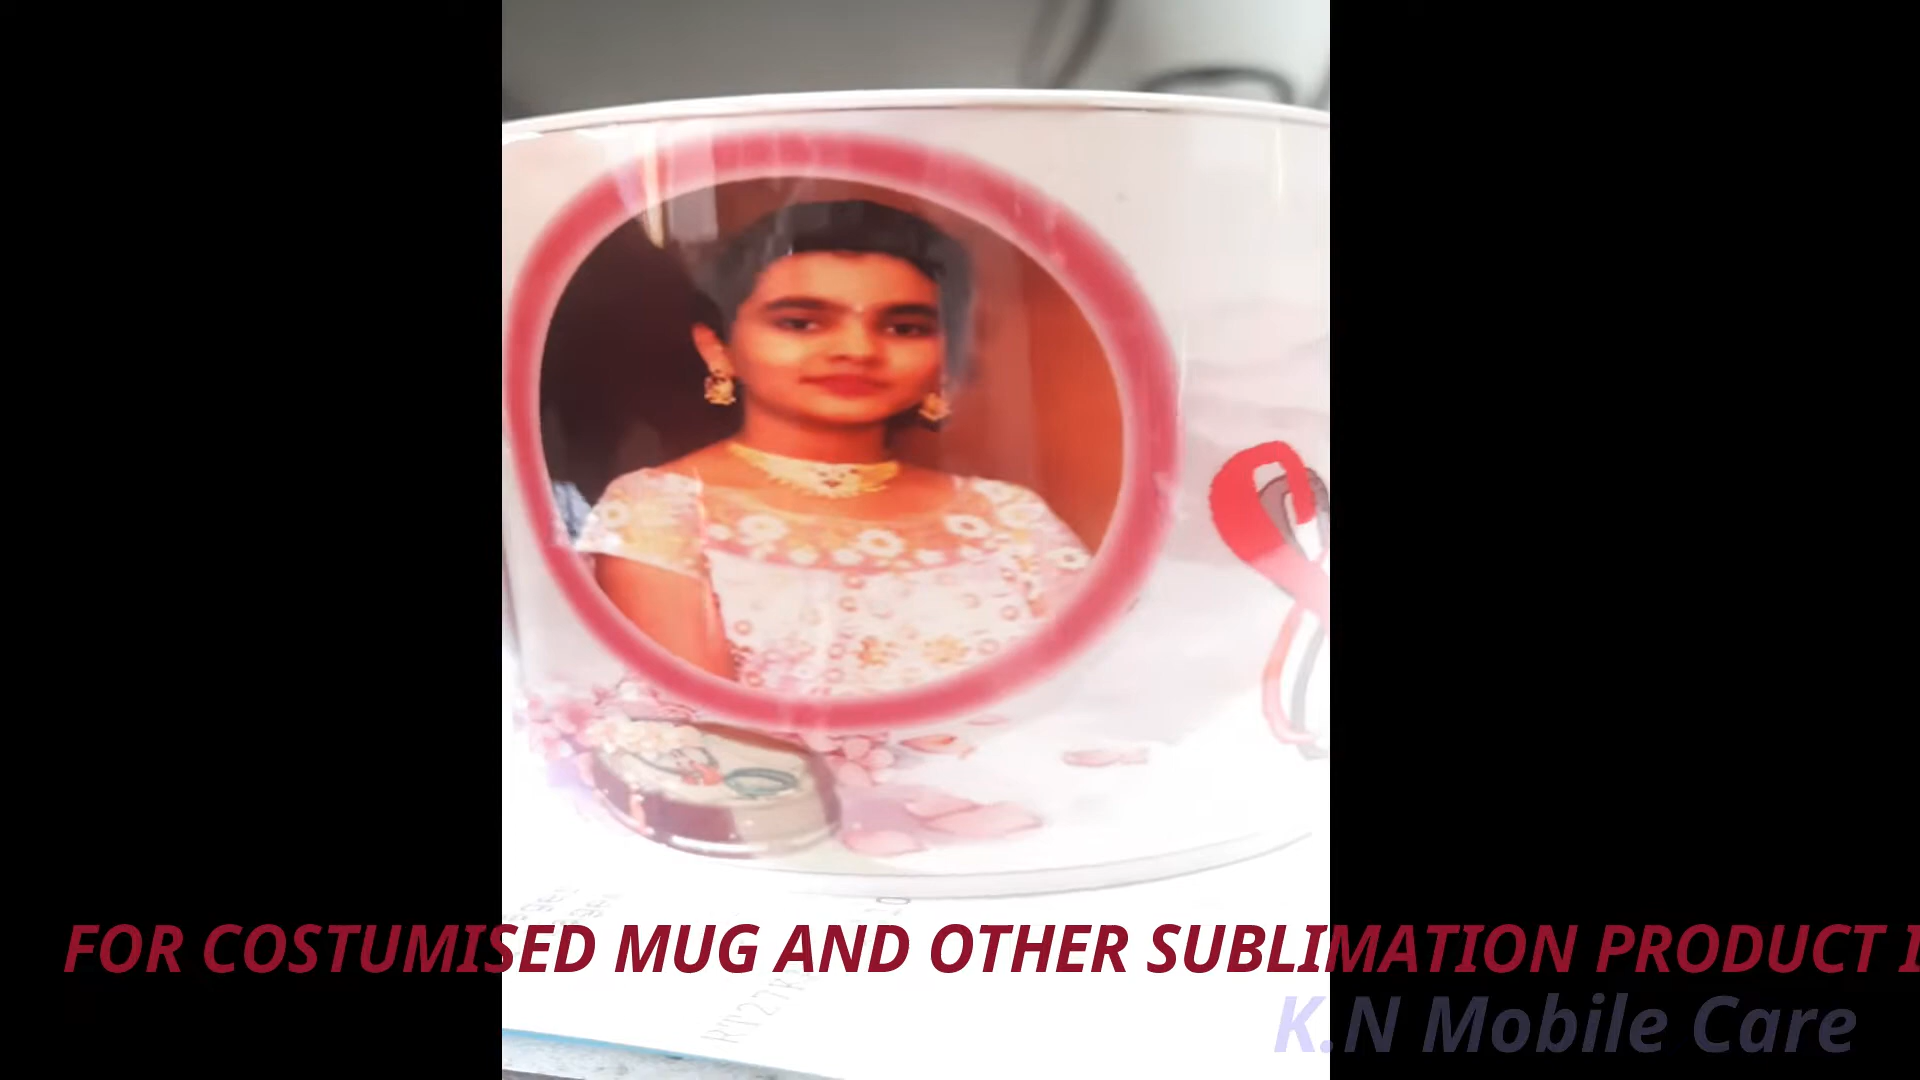 FOR COSTUMISED MUG AND OTHER SUBLIMATION PRODUCT
K.N Mobile Care